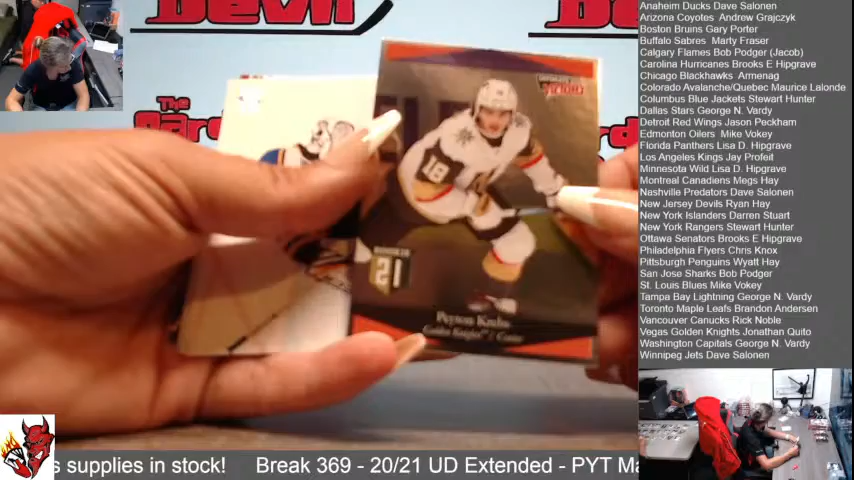 Devil
The
Card
De
VICTORY
18
ROOKIE
21
Peyton Krebs
Golden Knights / Center
Anaheim Ducks Dave Salonen
Arizona Coyotes Andrew Grajczyk
Boston Bruins Gary Porter
Buffalo Sabres Marty Fraser
Calgary Flames Bob Podger (Jacob)
Carolina Hurricanes Brooks E Hipgrave
Chicago Blackhawks Armenag
Colorado Avalanche/Quebec Maurice Lalonde
Columbus Blue Jackets Stewart Hunter
Dallas Stars George N. Vardy
Detroit Red Wings Jason Peckham
Edmonton Oilers Mike Vokey
Florida Panthers Lisa D. Hipgrave
Los Angeles Kings Jay Profeit
Minnesota Wild Lisa D. Hipgrave
Montreal Canadiens Megs Hay
Nashville Predators Dave Salonen
New Jersey Devils Ryan Hay
New York Islanders Darren Stuart
New York Rangers Stewart Hunter
Ottawa Senators Brooks E Hipgrave
Philadelphia Flyers Chris Knox
Pittsburgh Penguins Wyatt Hay
San Jose Sharks Bob Podger
St. Louis Blues Mike Vokey
Tampa Bay Lightning George N. Vardy
Toronto Maple Leafs Brandon Andersen
Vancouver Canucks Rick Noble
Vegas Golden Knights Jonathan Quito
Washington Capitals George N. Vardy
Winnipeg Jets Dave Salonen
s supplies in stock! Break 369 - 20/21 UD Extended - PYT Ma